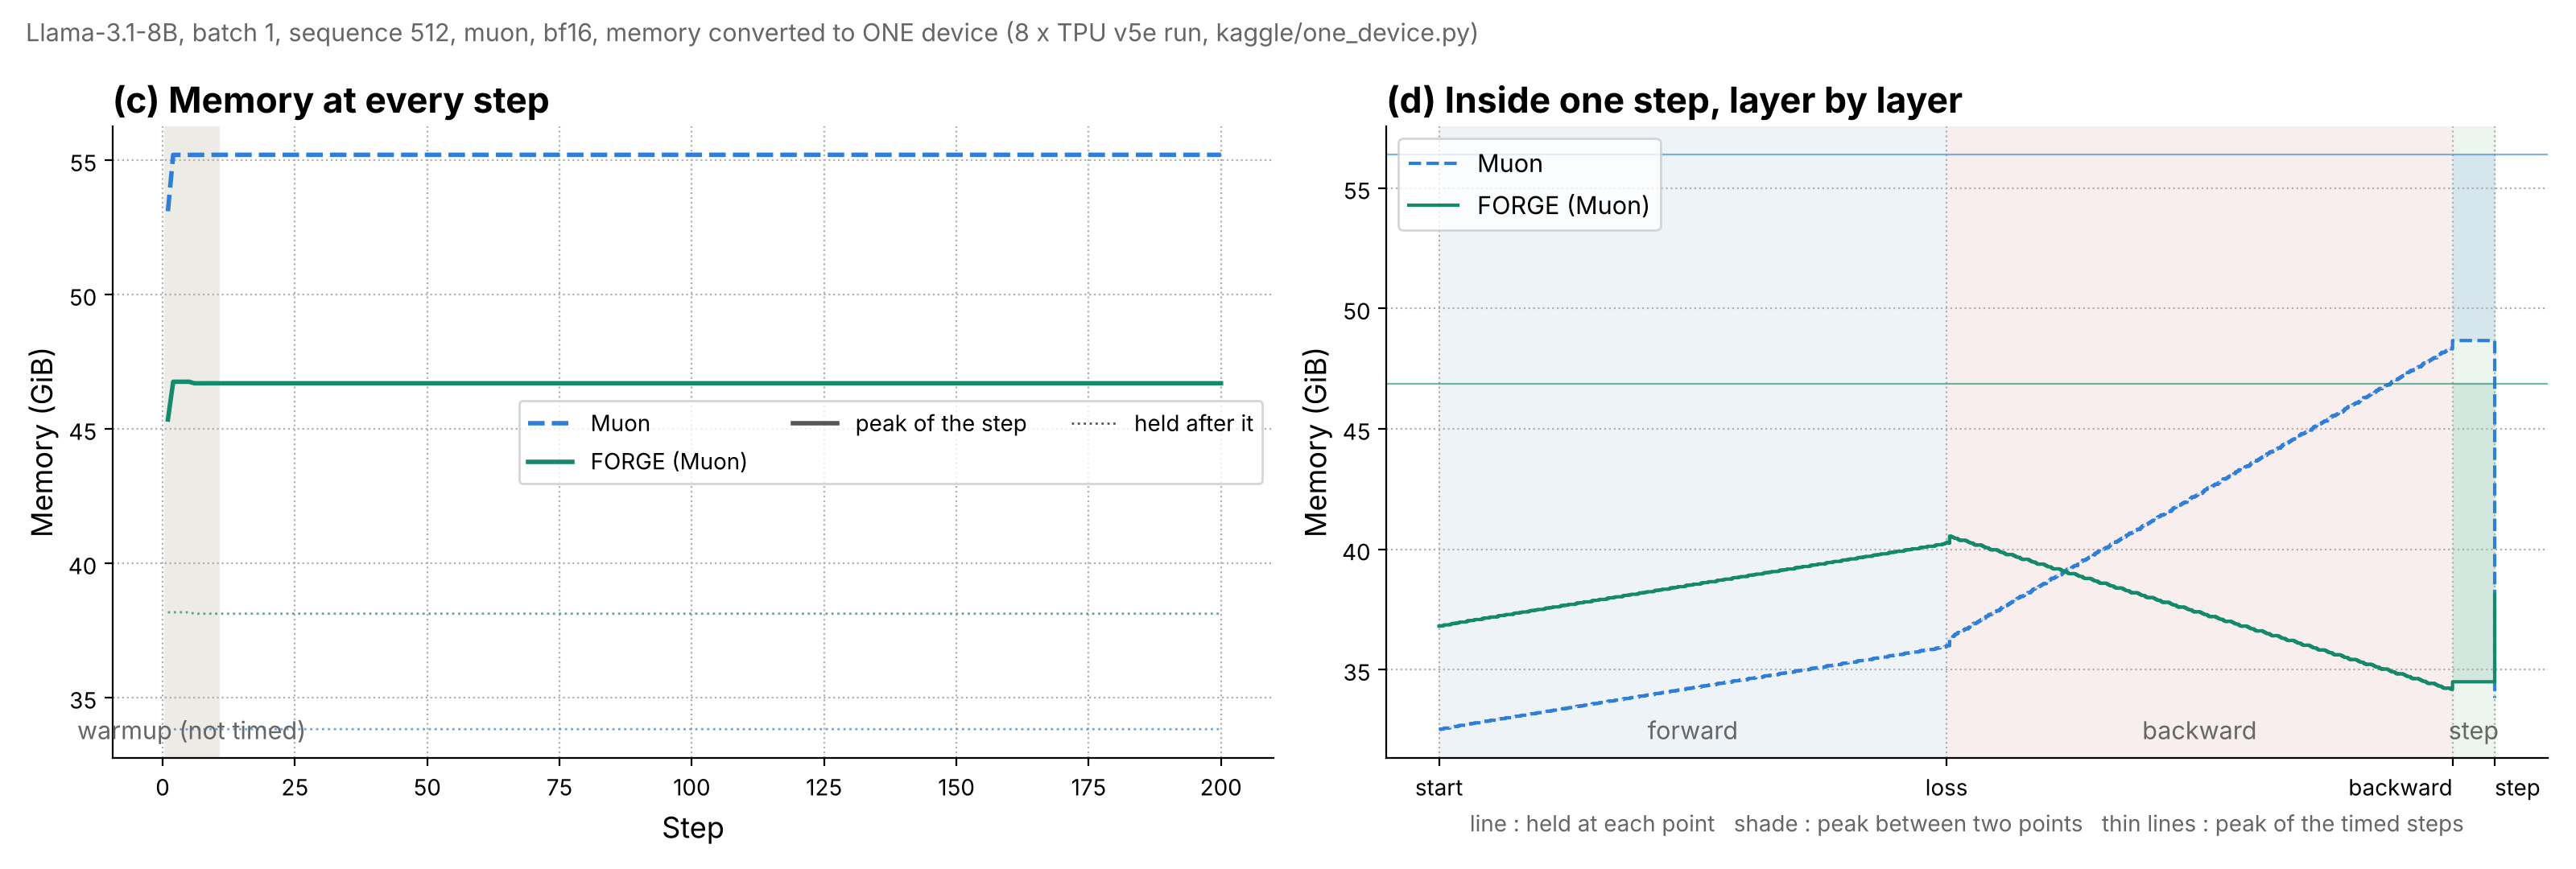 Llama-3.1-8B, batch 1, sequence 512, muon, bf16, memory converted to ONE device (8 x TPU v5e run, kaggle/one_device.py)
(c) Memory at every step
Memory (GiB)
55
50
45
40
35
Muon
FORGE (Muon)
peak of the step
held after it
warmup (not timed)
0 25 50 75 100 125 150 175 200
Step
(d) Inside one step, layer by layer
Memory (GiB)
55
50
45
40
35
Muon
FORGE (Muon)
forward backward step
start loss backward step
line : held at each point shade : peak between two points thin lines : peak of the timed steps